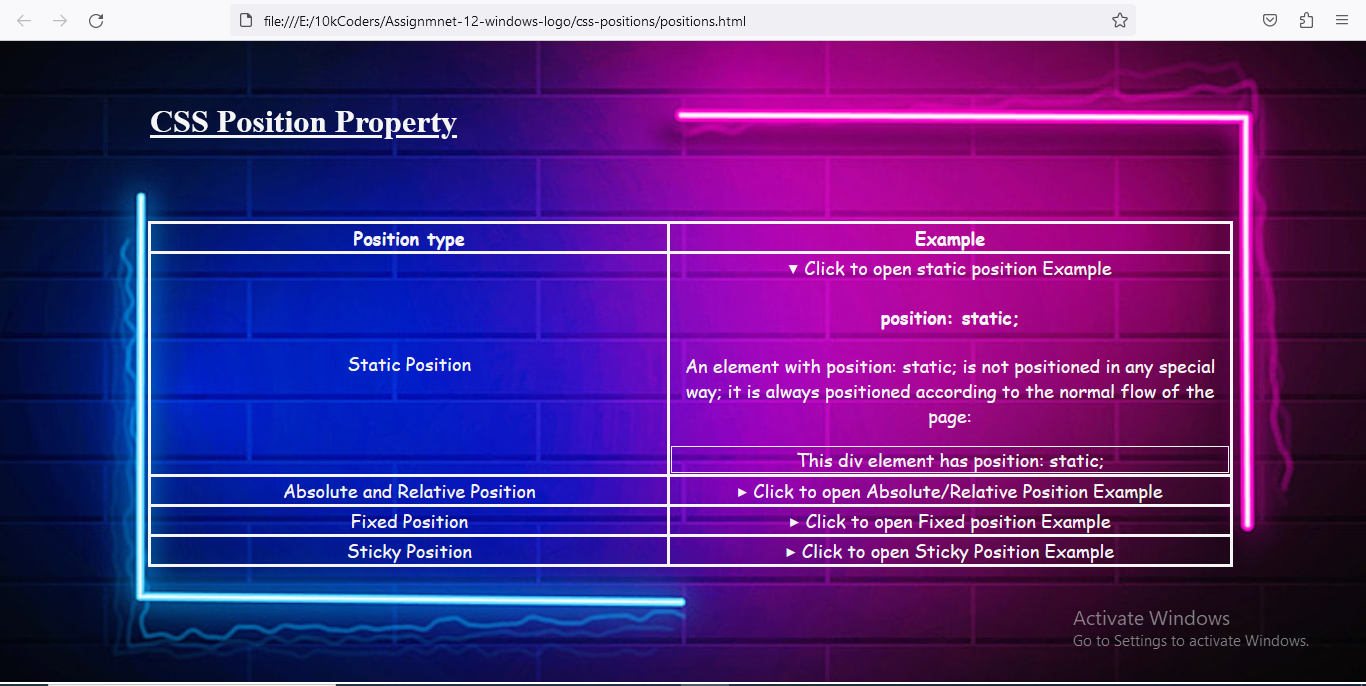 file:///E:/10kCoders/Assignmnet-12-windows-logo/css-positions/positions.html
CSS Position Property
Position type
Example
Static Position
▾ Click to open static position Example
position: static;
An element with position: static; is not positioned in any special
way; it is always positioned according to the normal flow of the
page:
This div element has position: static;
Absolute and Relative Position
▸ Click to open Absolute/Relative Position Example
Fixed Position
▸ Click to open Fixed position Example
Sticky Position
▸ Click to open Sticky Position Example
Activate Windows
Go to Settings to activate Windows.